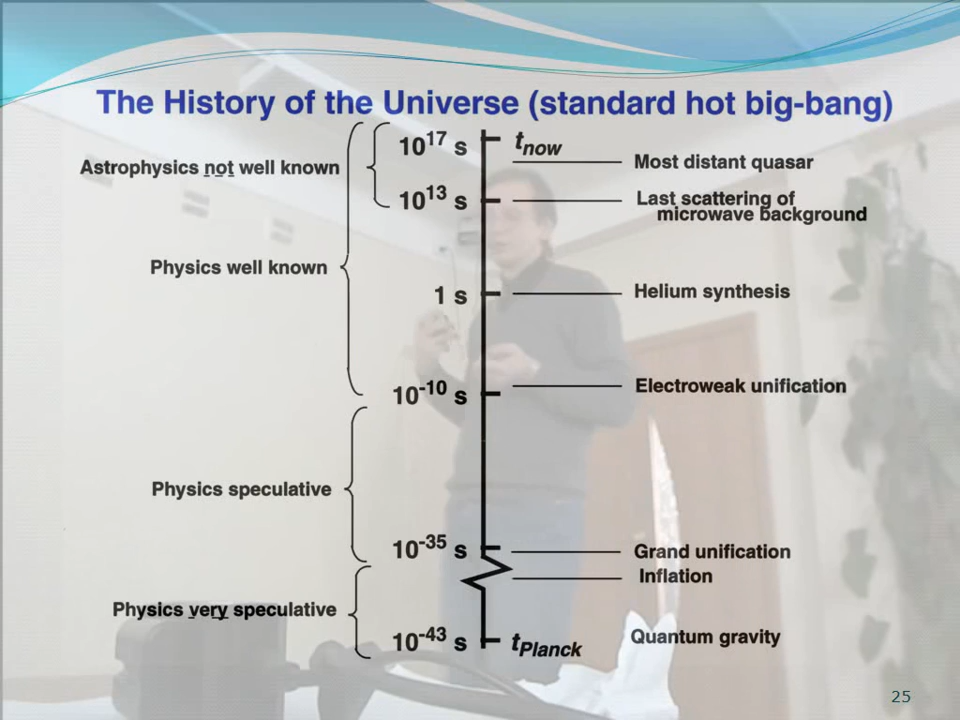 The History of the Universe (standard hot big-bang)
10^17 s
t_now
Astrophysics not well known
Most distant quasar
10^13 s
Last scattering of
microwave background
Physics well known
1 s
Helium synthesis
10^-10 s
Electroweak unification
Physics speculative
10^-35 s
Grand unification
Inflation
Physics very speculative
10^-43 s
t_Planck
Quantum gravity
25